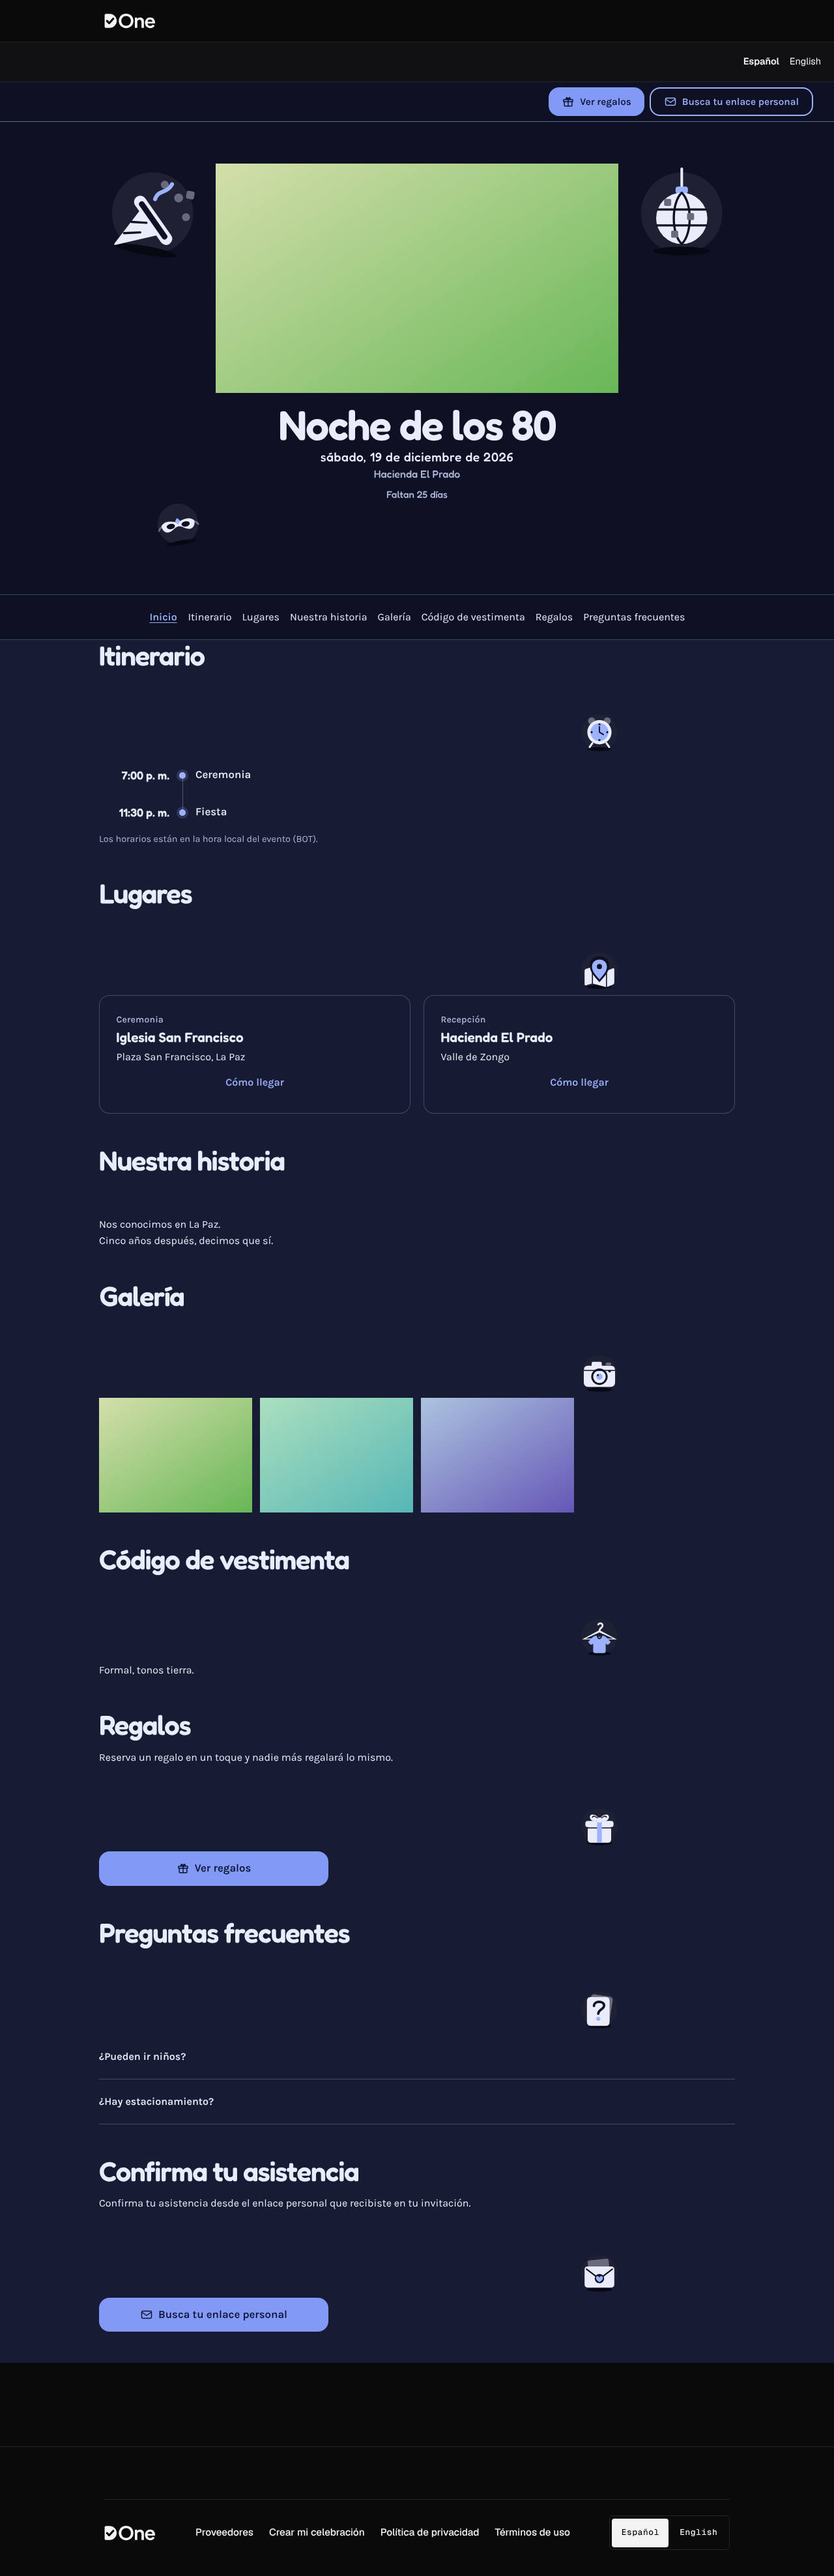 DOne
Español English
Ver regalos Busca tu enlace personal
Noche de los 80
sábado, 19 de diciembre de 2026
Hacienda El Prado
Faltan 25 días
Inicio Itinerario Lugares Nuestra historia Galería Código de vestimenta Regalos Preguntas frecuentes
Itinerario
7:00 p. m. Ceremonia
11:30 p. m. Fiesta
Los horarios están en la hora local del evento (BOT).
Lugares
Ceremonia
Iglesia San Francisco
Plaza San Francisco, La Paz
Cómo llegar
Recepción
Hacienda El Prado
Valle de Zongo
Cómo llegar
Nuestra historia
Nos conocimos en La Paz.
Cinco años después, decimos que sí.
Galería
Código de vestimenta
Formal, tonos tierra.
Regalos
Reserva un regalo en un toque y nadie más regalará lo mismo.
Ver regalos
Preguntas frecuentes
?
¿Pueden ir niños?
¿Hay estacionamiento?
Confirma tu asistencia
Confirma tu asistencia desde el enlace personal que recibiste en tu invitación.
Busca tu enlace personal
DOne Proveedores Crear mi celebración Política de privacidad Términos de uso Español English